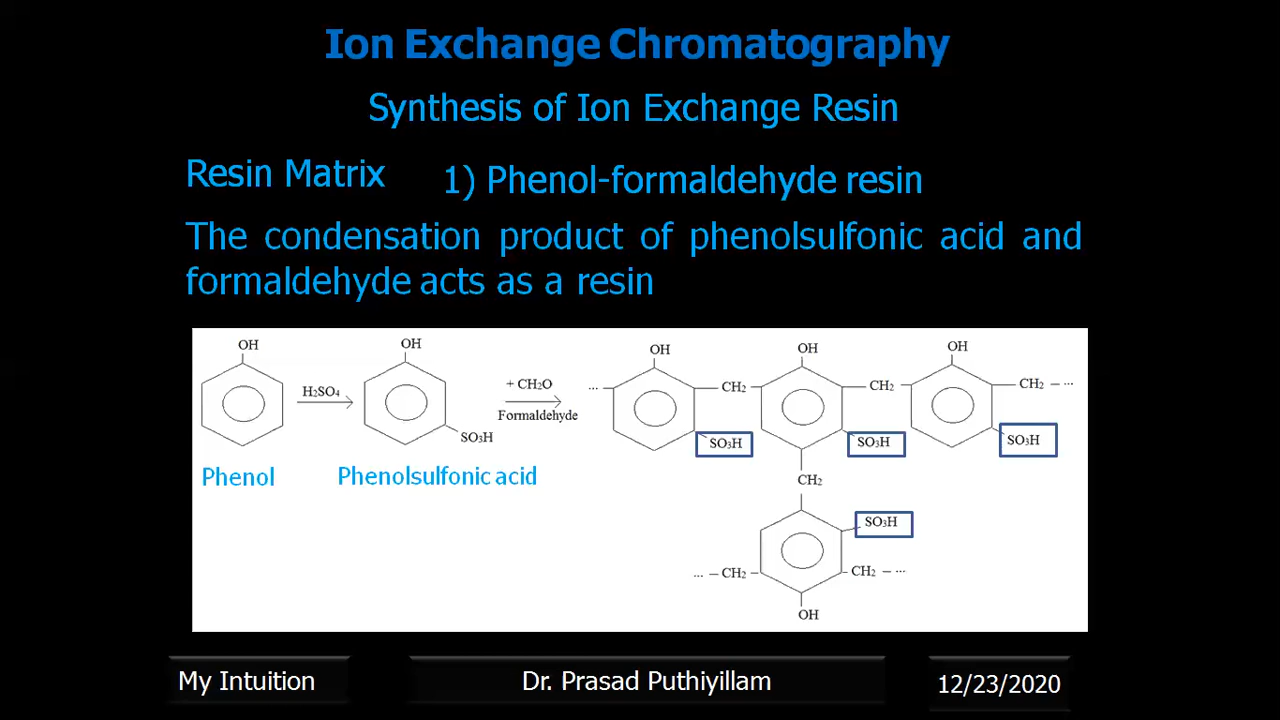 Ion Exchange Chromatography
Synthesis of Ion Exchange Resin
Resin Matrix
1) Phenol-formaldehyde resin
The condensation product of phenolsulfonic acid and
formaldehyde acts as a resin
OH
OH
OH
OH
OH
H₂SO₄
+ CH₂O
Formaldehyde
... 
CH₂
CH₂
CH₂ – ...
SO₃H
SO₃H
SO₃H
SO₃H
Phenol
Phenolsulfonic acid
CH₂
SO₃H
... – CH₂
CH₂ – ...
OH
My Intuition
Dr. Prasad Puthiyillam
12/23/2020